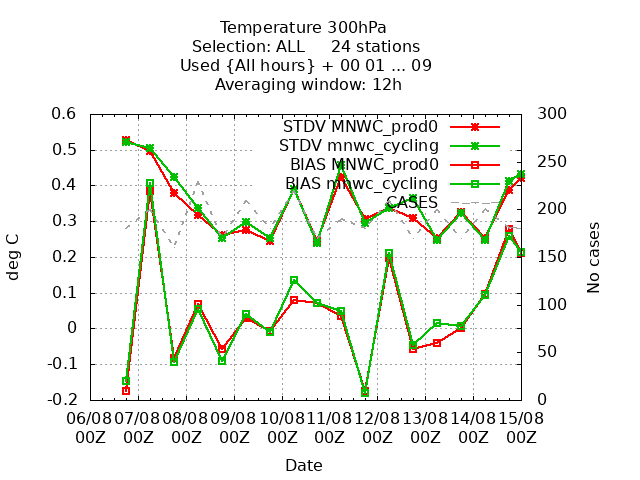 Temperature 300hPa
Selection: ALL 24 stations
Used {All hours} + 00 01 ... 09
Averaging window: 12h
STDV MNWC_prod0
STDV mnwc_cycling
BIAS MNWC_prod0
BIAS mnwc_cycling
CASES
deg C
0.6
0.5
0.4
0.3
0.2
0.1
0
-0.1
-0.2
300
250
200
150
100
50
0
No cases
06/08 07/08 08/08 09/08 10/08 11/08 12/08 13/08 14/08 15/08
00Z 00Z 00Z 00Z 00Z 00Z 00Z 00Z 00Z 00Z
Date